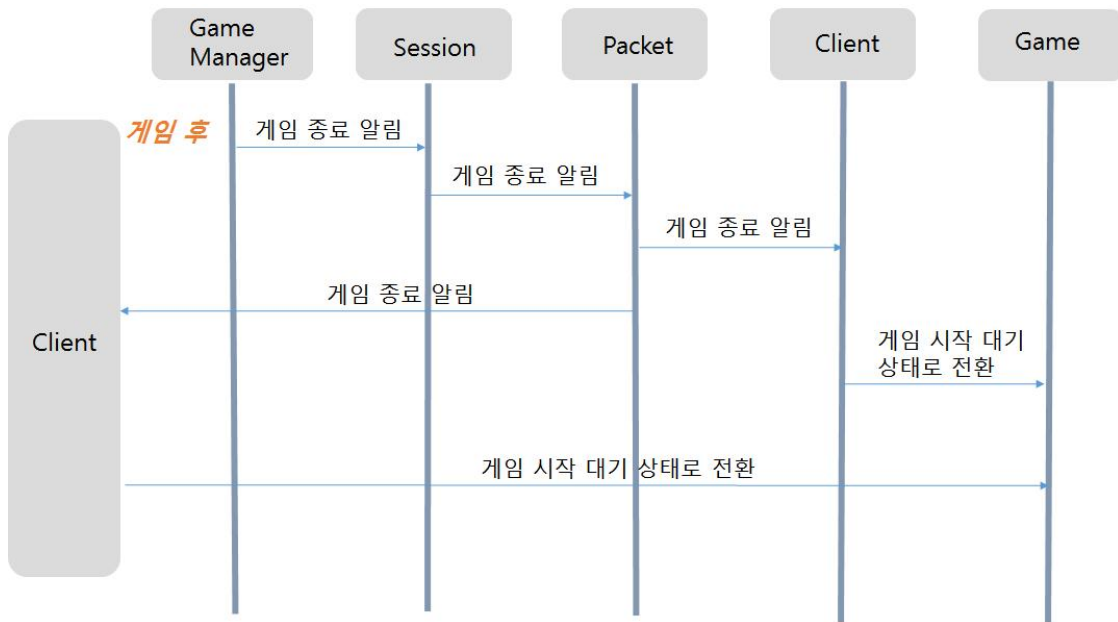 Game
Manager
Session
Packet
Client
Game
게임 후
게임 종료 알림
게임 종료 알림
게임 종료 알림
게임 종료 알림
Client
게임 시작 대기
상태로 전환
게임 시작 대기 상태로 전환